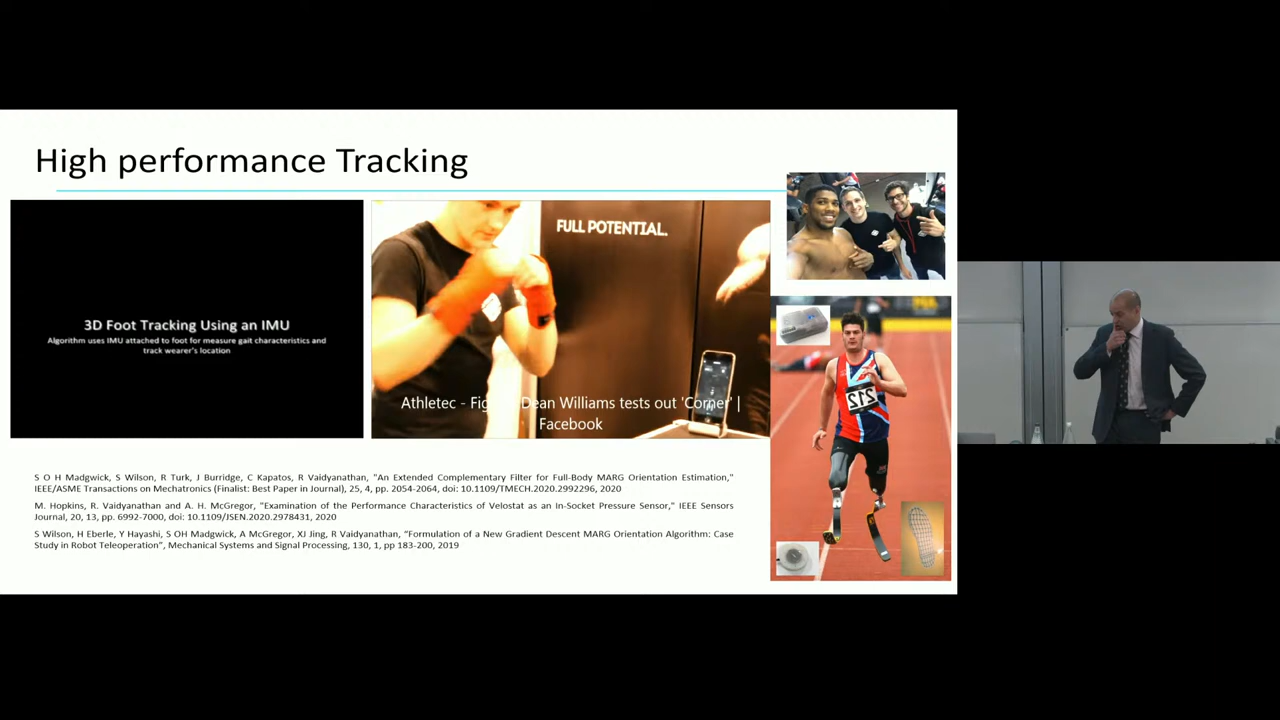 High performance Tracking
3D Foot Tracking Using an IMU
Algorithm uses IMU attached to foot for measure gait characteristics and
track wearer's location
FULL POTENTIAL.
Athletec - Fig Dean Williams tests out 'Corner' |
Facebook
212
S O H Madgwick, S Wilson, R Turk, J Burridge, C Kapatos, R Vaidyanathan, "An Extended Complementary Filter for Full-Body MARG Orientation Estimation,"
IEEE/ASME Transactions on Mechatronics (Finalist: Best Paper in Journal), 25, 4, pp. 2054-2064, doi: 10.1109/TMECH.2020.2992296, 2020
M. Hopkins, R. Vaidyanathan and A. H. McGregor, "Examination of the Performance Characteristics of Velostat as an In-Socket Pressure Sensor," IEEE Sensors
Journal, 20, 13, pp. 6992-7000, doi: 10.1109/JSEN.2020.2978431, 2020
S Wilson, H Eberle, Y Hayashi, S OH Madgwick, A McGregor, XJ Jing, R Vaidyanathan, "Formulation of a New Gradient Descent MARG Orientation Algorithm: Case
Study in Robot Teleoperation", Mechanical Systems and Signal Processing, 130, 1, pp 183-200, 2019